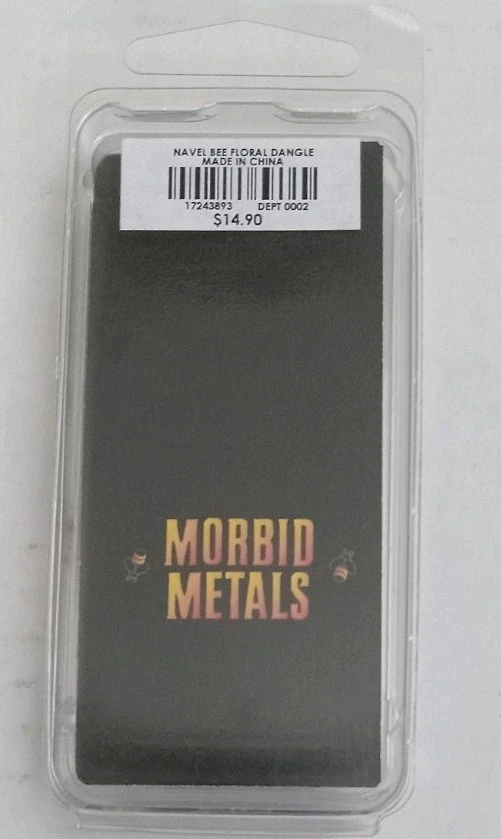 NAVEL BEE FLORAL DANGLE
MADE IN CHINA
17243893 DEPT 0002
$14.90
MORBID
METALS